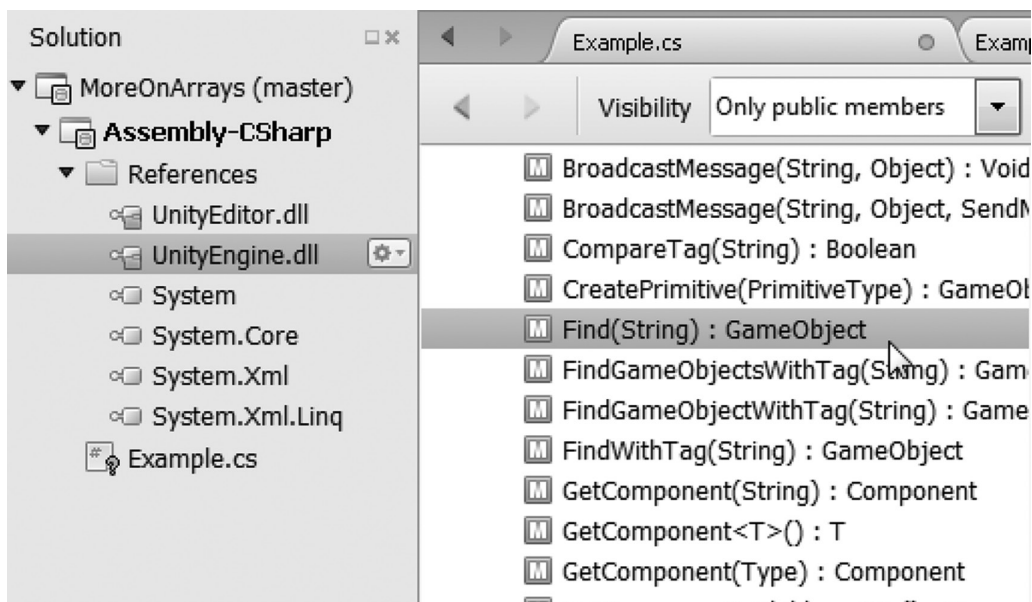 Solution
MoreOnArrays (master)
Assembly-CSharp
References
UnityEditor.dll
UnityEngine.dll
System
System.Core
System.Xml
System.Xml.Linq
Example.cs
Example.cs
Examp
Visibility Only public members
BroadcastMessage(String, Object) : Void
BroadcastMessage(String, Object, SendM
CompareTag(String) : Boolean
CreatePrimitive(PrimitiveType) : GameOb
Find(String) : GameObject
FindGameObjectsWithTag(String) : Gam
FindGameObjectWithTag(String) : Game
FindWithTag(String) : GameObject
GetComponent(String) : Component
GetComponent<T>() : T
GetComponent(Type) : Component